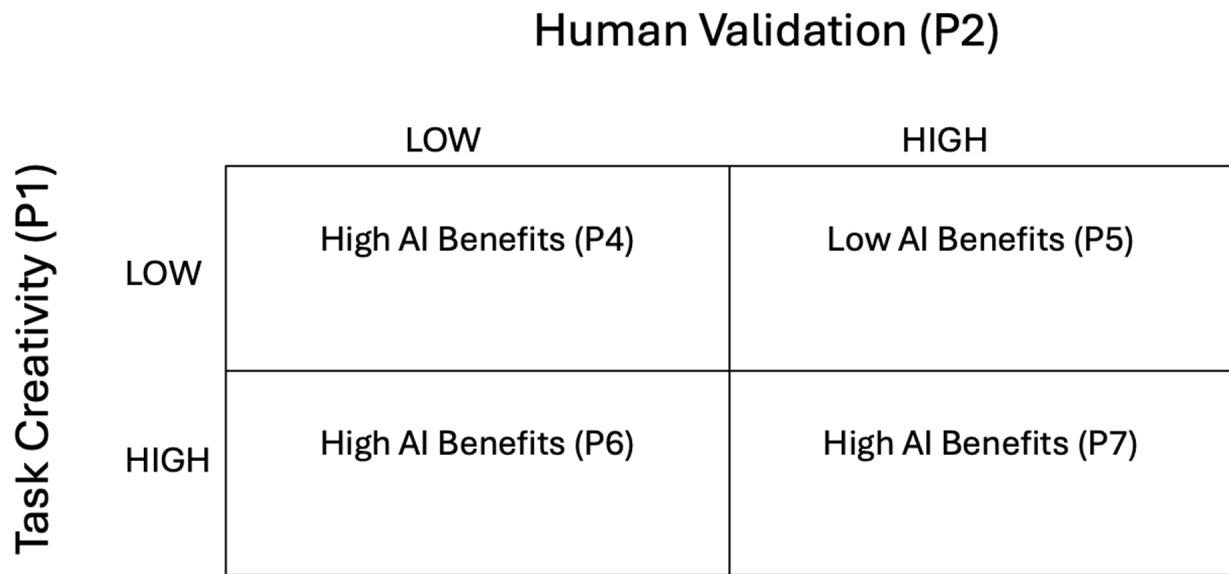 Human Validation (P2)
LOW
HIGH
Task Creativity (P1)
LOW
High AI Benefits (P4)
Low AI Benefits (P5)
HIGH
High AI Benefits (P6)
High AI Benefits (P7)